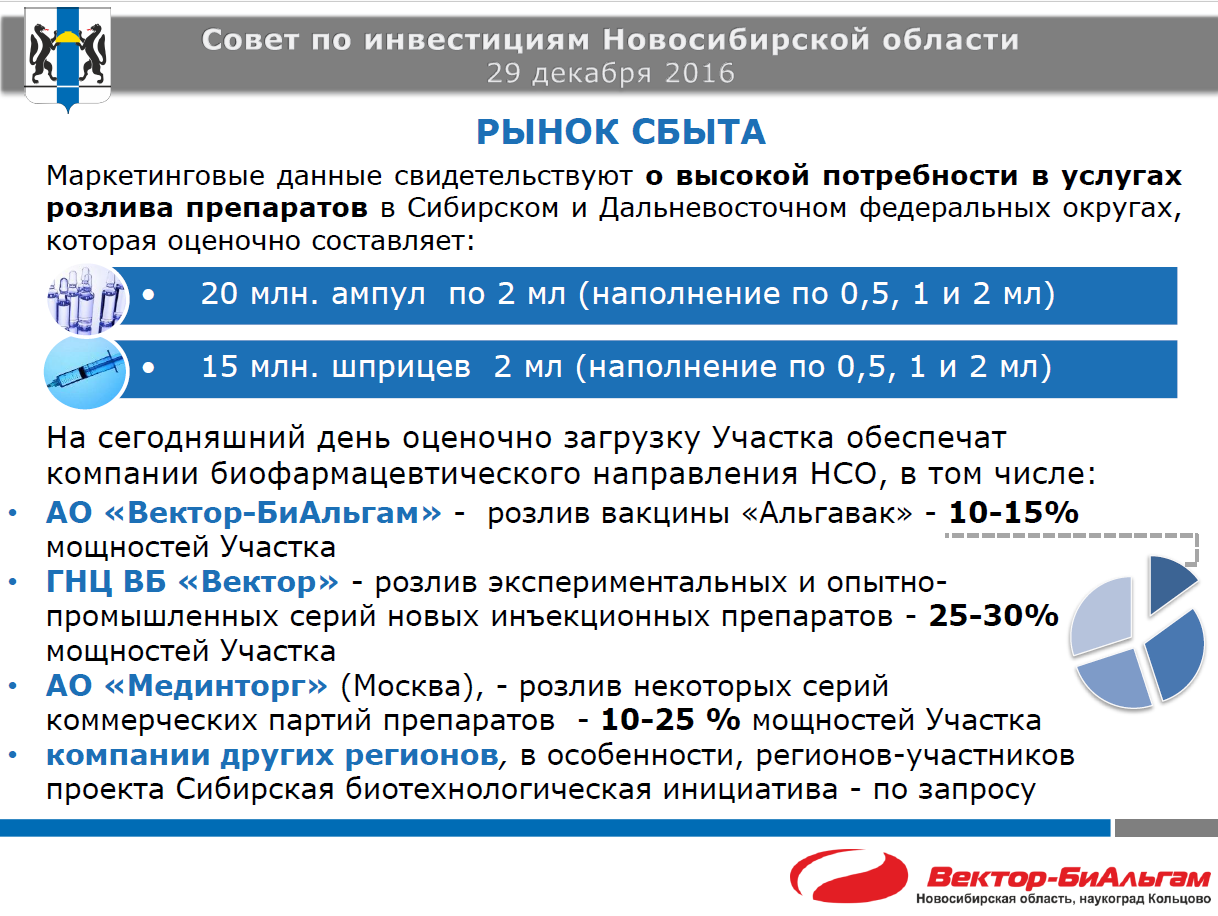 Совет по инвестициям Новосибирской области
29 декабря 2016
РЫНОК СБЫТА
Маркетинговые данные свидетельствуют о высокой потребности в услугах
розлива препаратов в Сибирском и Дальневосточном федеральных округах,
которая оценочно составляет:
• 20 млн. ампул по 2 мл (наполнение по 0,5, 1 и 2 мл)
• 15 млн. шприцев 2 мл (наполнение по 0,5, 1 и 2 мл)
На сегодняшний день оценочно загрузку Участка обеспечат
компании биофармацевтического направления НСО, в том числе:
• АО «Вектор-БиАльгам» - розлив вакцины «Альгавак» - 10-15%
мощностей Участка
• ГНЦ ВБ «Вектор» - розлив экспериментальных и опытно-
промышленных серий новых инъекционных препаратов - 25-30%
мощностей Участка
• АО «Мединторг» (Москва), - розлив некоторых серий
коммерческих партий препаратов - 10-25 % мощностей Участка
• компании других регионов, в особенности, регионов-участников
проекта Сибирская биотехнологическая инициатива - по запросу
Вектор-БиАльгам
Новосибирская область, наукоград Кольцово